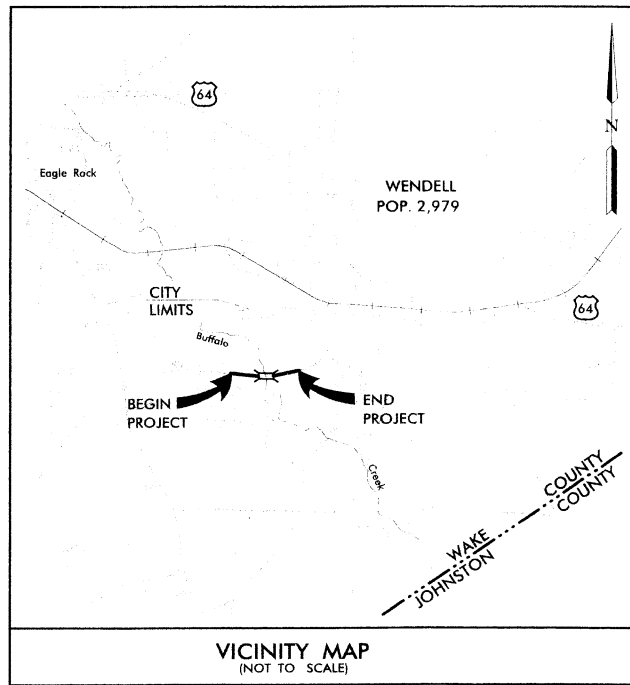 64
N
Eagle Rock
WENDELL
POP. 2,979
CITY
LIMITS
64
Buffalo
BEGIN
PROJECT
END
PROJECT
Creek
WAKE COUNTY
JOHNSTON COUNTY
VICINITY MAP
(NOT TO SCALE)